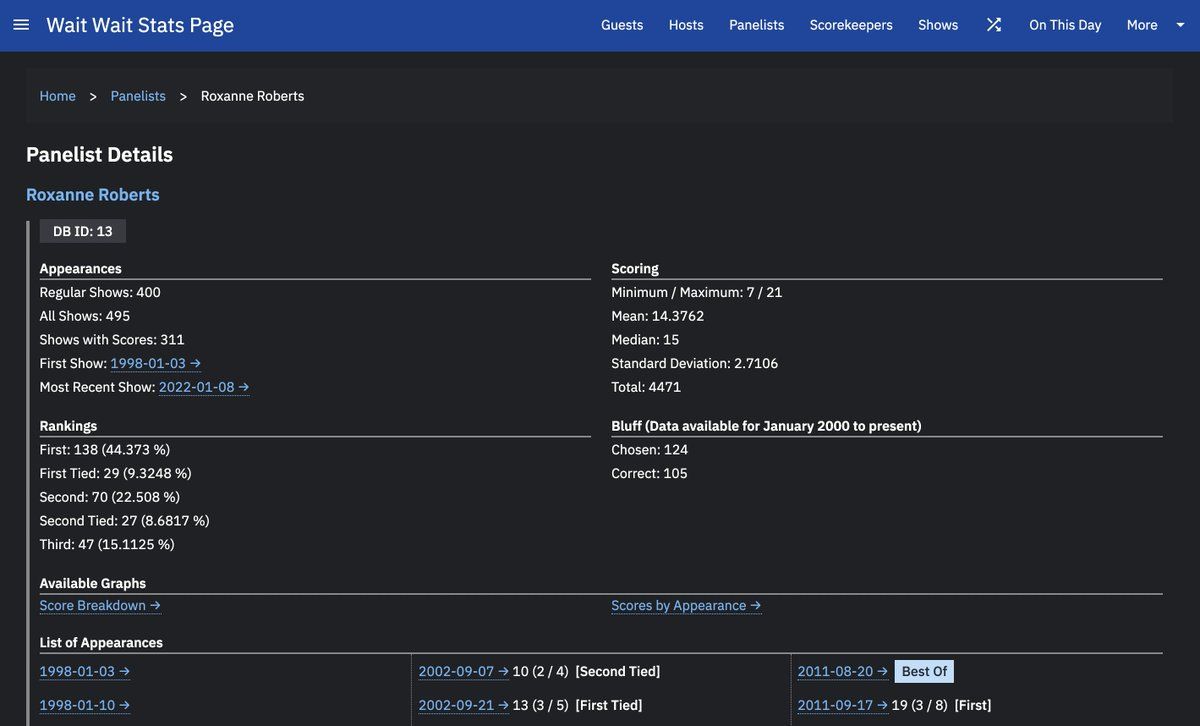 Wait Wait Stats Page
Guests Hosts Panelists Scorekeepers Shows On This Day More
Home > Panelists > Roxanne Roberts
Panelist Details
Roxanne Roberts
DB ID: 13
Appearances
Regular Shows: 400
All Shows: 495
Shows with Scores: 311
First Show: 1998-01-03 →
Most Recent Show: 2022-01-08 →
Scoring
Minimum / Maximum: 7 / 21
Mean: 14.3762
Median: 15
Standard Deviation: 2.7106
Total: 4471
Rankings
First: 138 (44.373 %)
First Tied: 29 (9.3248 %)
Second: 70 (22.508 %)
Second Tied: 27 (8.6817 %)
Third: 47 (15.1125 %)
Bluff (Data available for January 2000 to present)
Chosen: 124
Correct: 105
Available Graphs
Score Breakdown →
Scores by Appearance →
List of Appearances
1998-01-03 →
1998-01-10 →
2002-09-07 → 10 (2 / 4) [Second Tied]
2002-09-21 → 13 (3 / 5) [First Tied]
2011-08-20 → Best Of
2011-09-17 → 19 (3 / 8) [First]